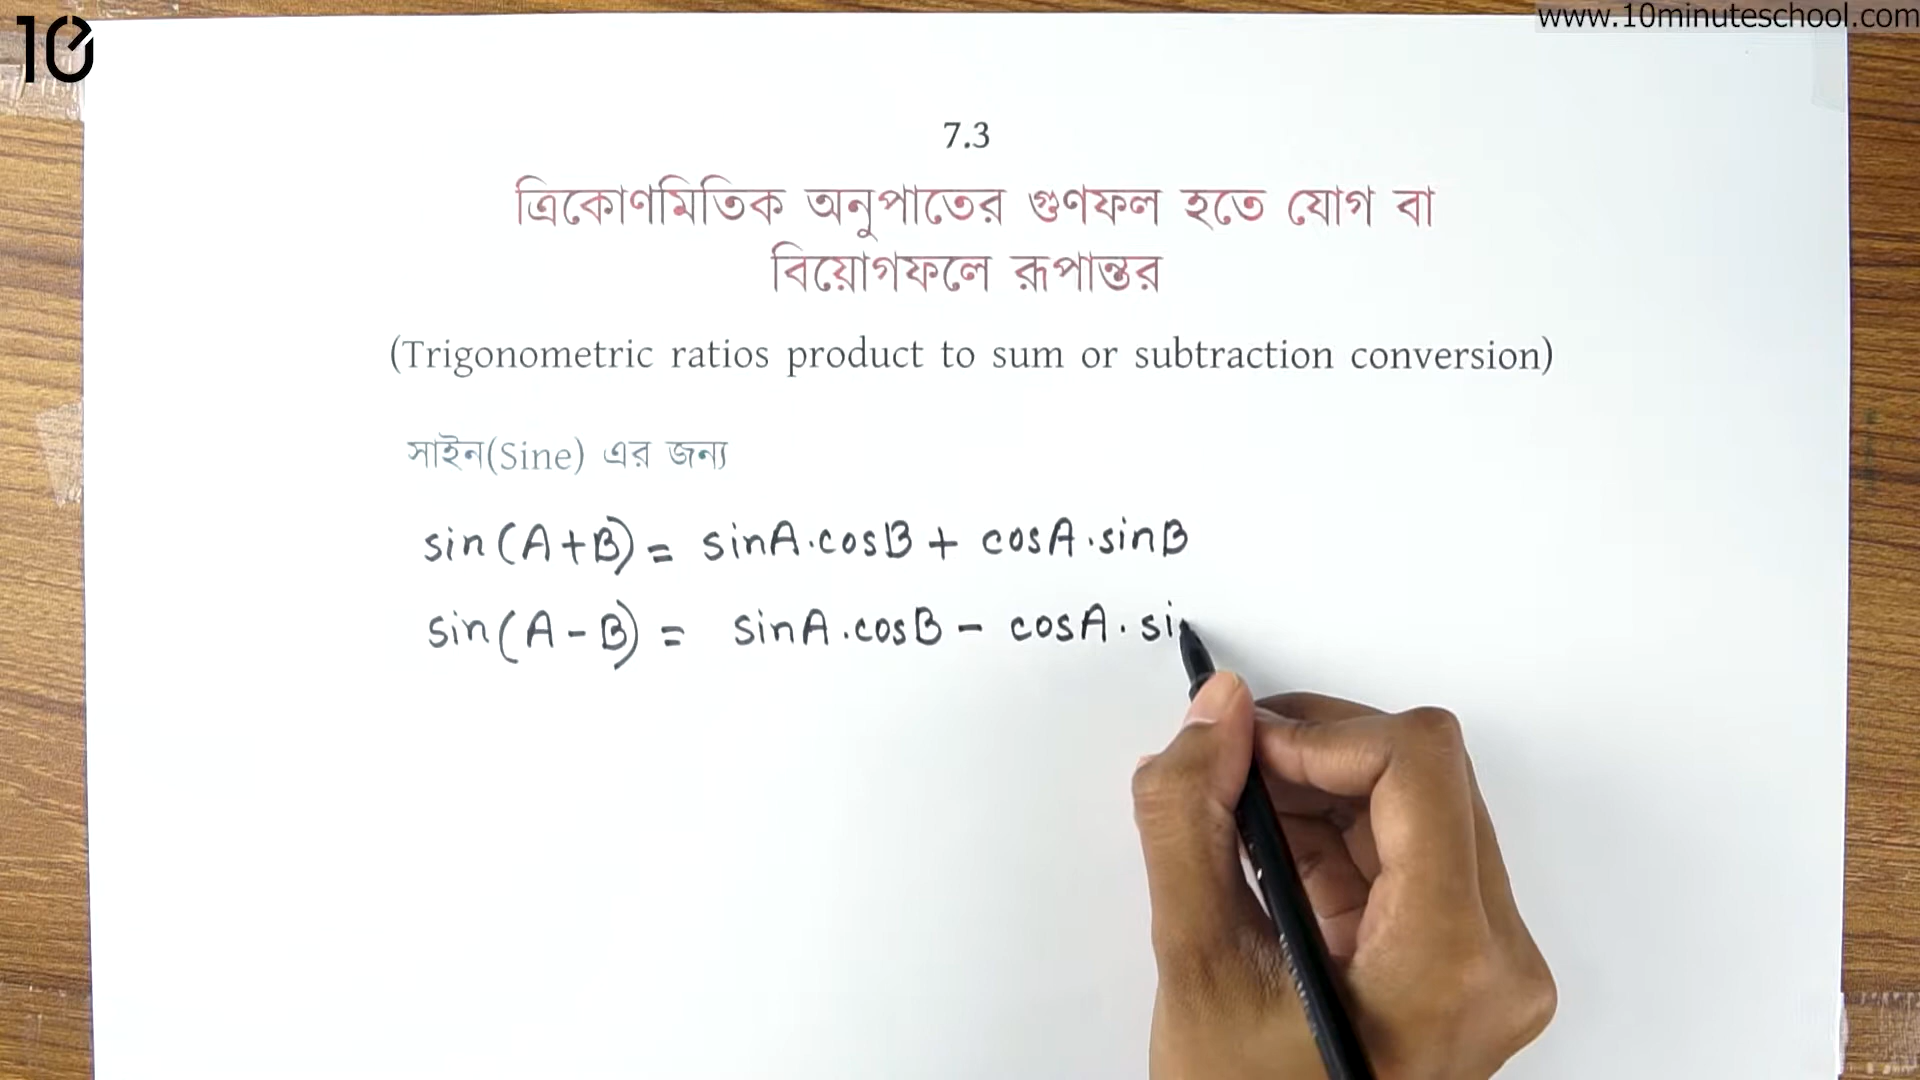 10
www.10minuteschool.com
7.3
ত্রিকোণমিতিক অনুপাতের গুণফল হতে যোগ বা
বিয়োগফলে রূপান্তর
(Trigonometric ratios product to sum or subtraction conversion)
সাইন(Sine) এর জন্য
sin(A+B) = sinA.cosB + cosA.sinB
sin(A-B) = sinA.cosB - cosA.si